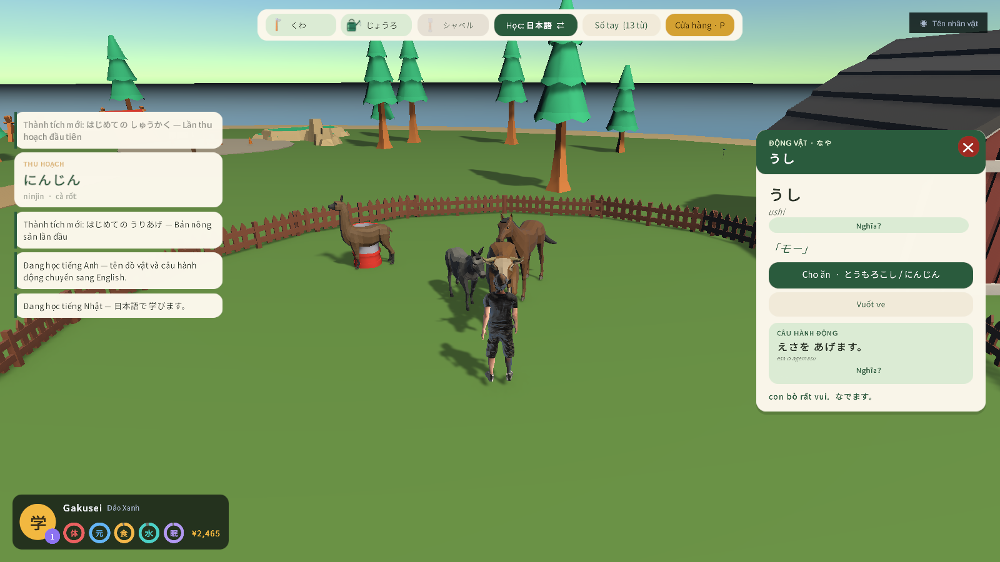 くわ
じょうろ
シャベル
Học: 日本語 ⇄
Sổ tay (13 từ)
Cửa hàng · P
Tên nhân vật
Thành tích mới: はじめての しゅうかく — Lần thu
hoạch đầu tiên
THU HOẠCH
にんじん
ninjin · cà rốt
Thành tích mới: はじめての うりあげ — Bán nông
sản lần đầu
Đang học tiếng Anh — tên đồ vật và câu hành
động chuyển sang English.
Đang học tiếng Nhật — 日本語で 学びます。
ĐỘNG VẬT · なや
うし
うし
ushi
Nghĩa?
「モー」
Cho ăn · とうもろこし / にんじん
Vuốt ve
CÂU HÀNH ĐỘNG
えさを あげます。
esa o agemasu
Nghĩa?
con bò rất vui. なでます。
学
1
Gakusei Đảo Xanh
体 元 食 水 眠 ¥2,465